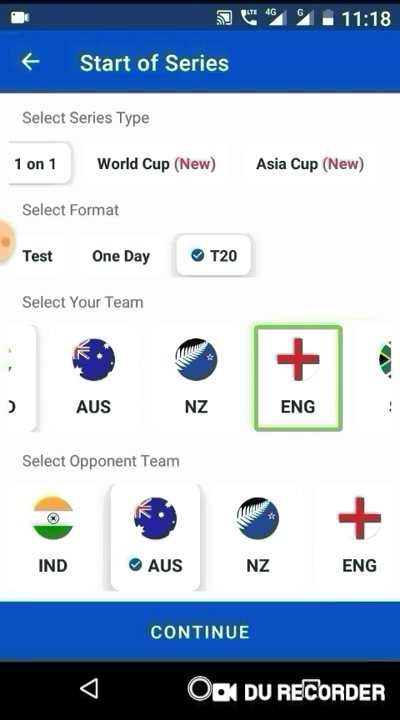 LTE 4G G 11:18
Start of Series
Select Series Type
1 on 1 World Cup (New) Asia Cup (New)
Select Format
Test One Day T20
Select Your Team
AUS NZ ENG
Select Opponent Team
IND AUS NZ ENG
CONTINUE
DU RECORDER